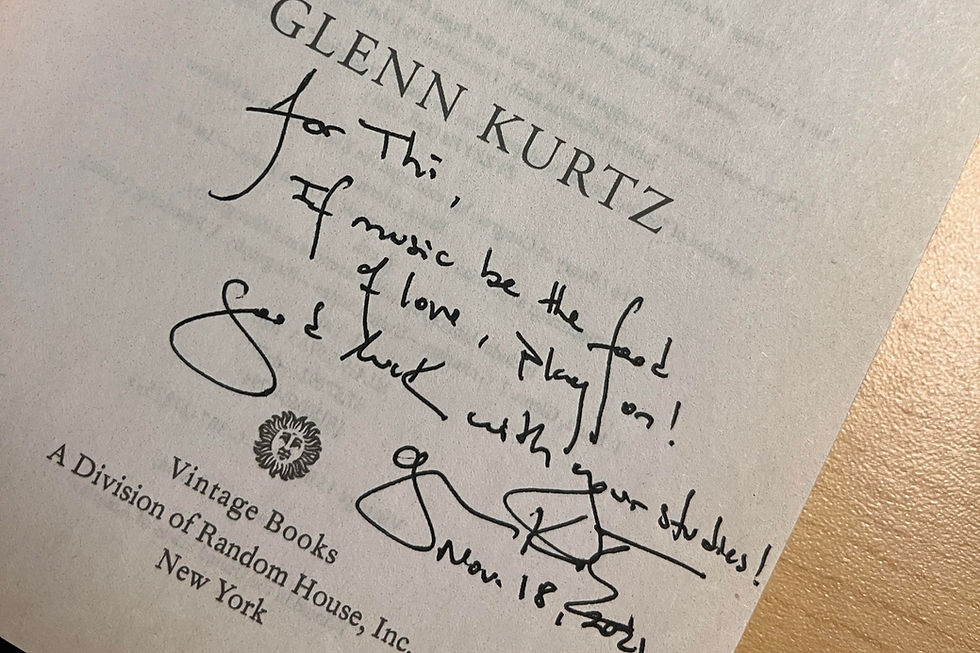 GLENN KURTZ
for Thi,
If music be the food
of love, play on!
Good luck with your studies!
Nov. 18, 2021
Vintage Books
A Division of Random House, Inc.
New York